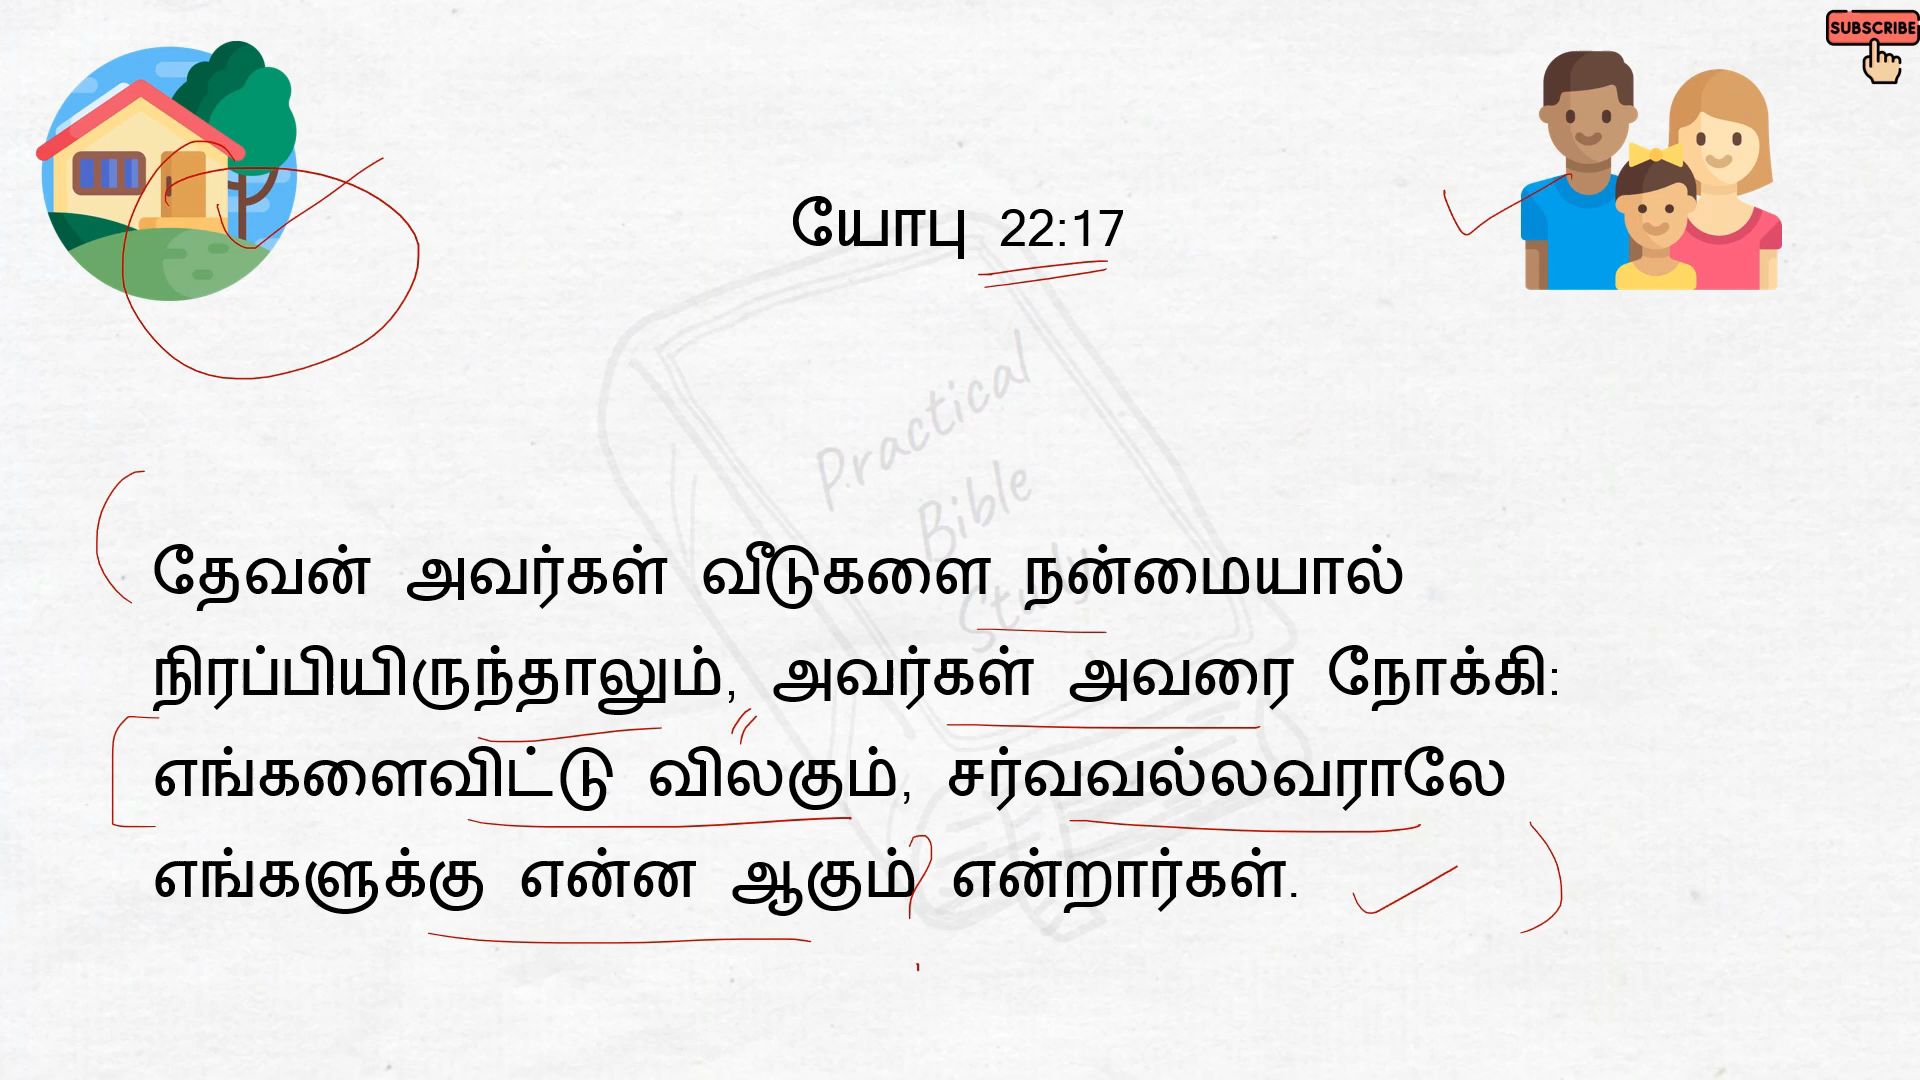 SUBSCRIBE
யோபு 22:17
Practical
Bible
Study
தேவன் அவர்கள் வீடுகளை நன்மையால்
நிரப்பியிருந்தாலும், அவர்கள் அவரை நோக்கி:
எங்களைவிட்டு விலகும், சர்வவல்லவராலே
எங்களுக்கு என்ன ஆகும் என்றார்கள்.